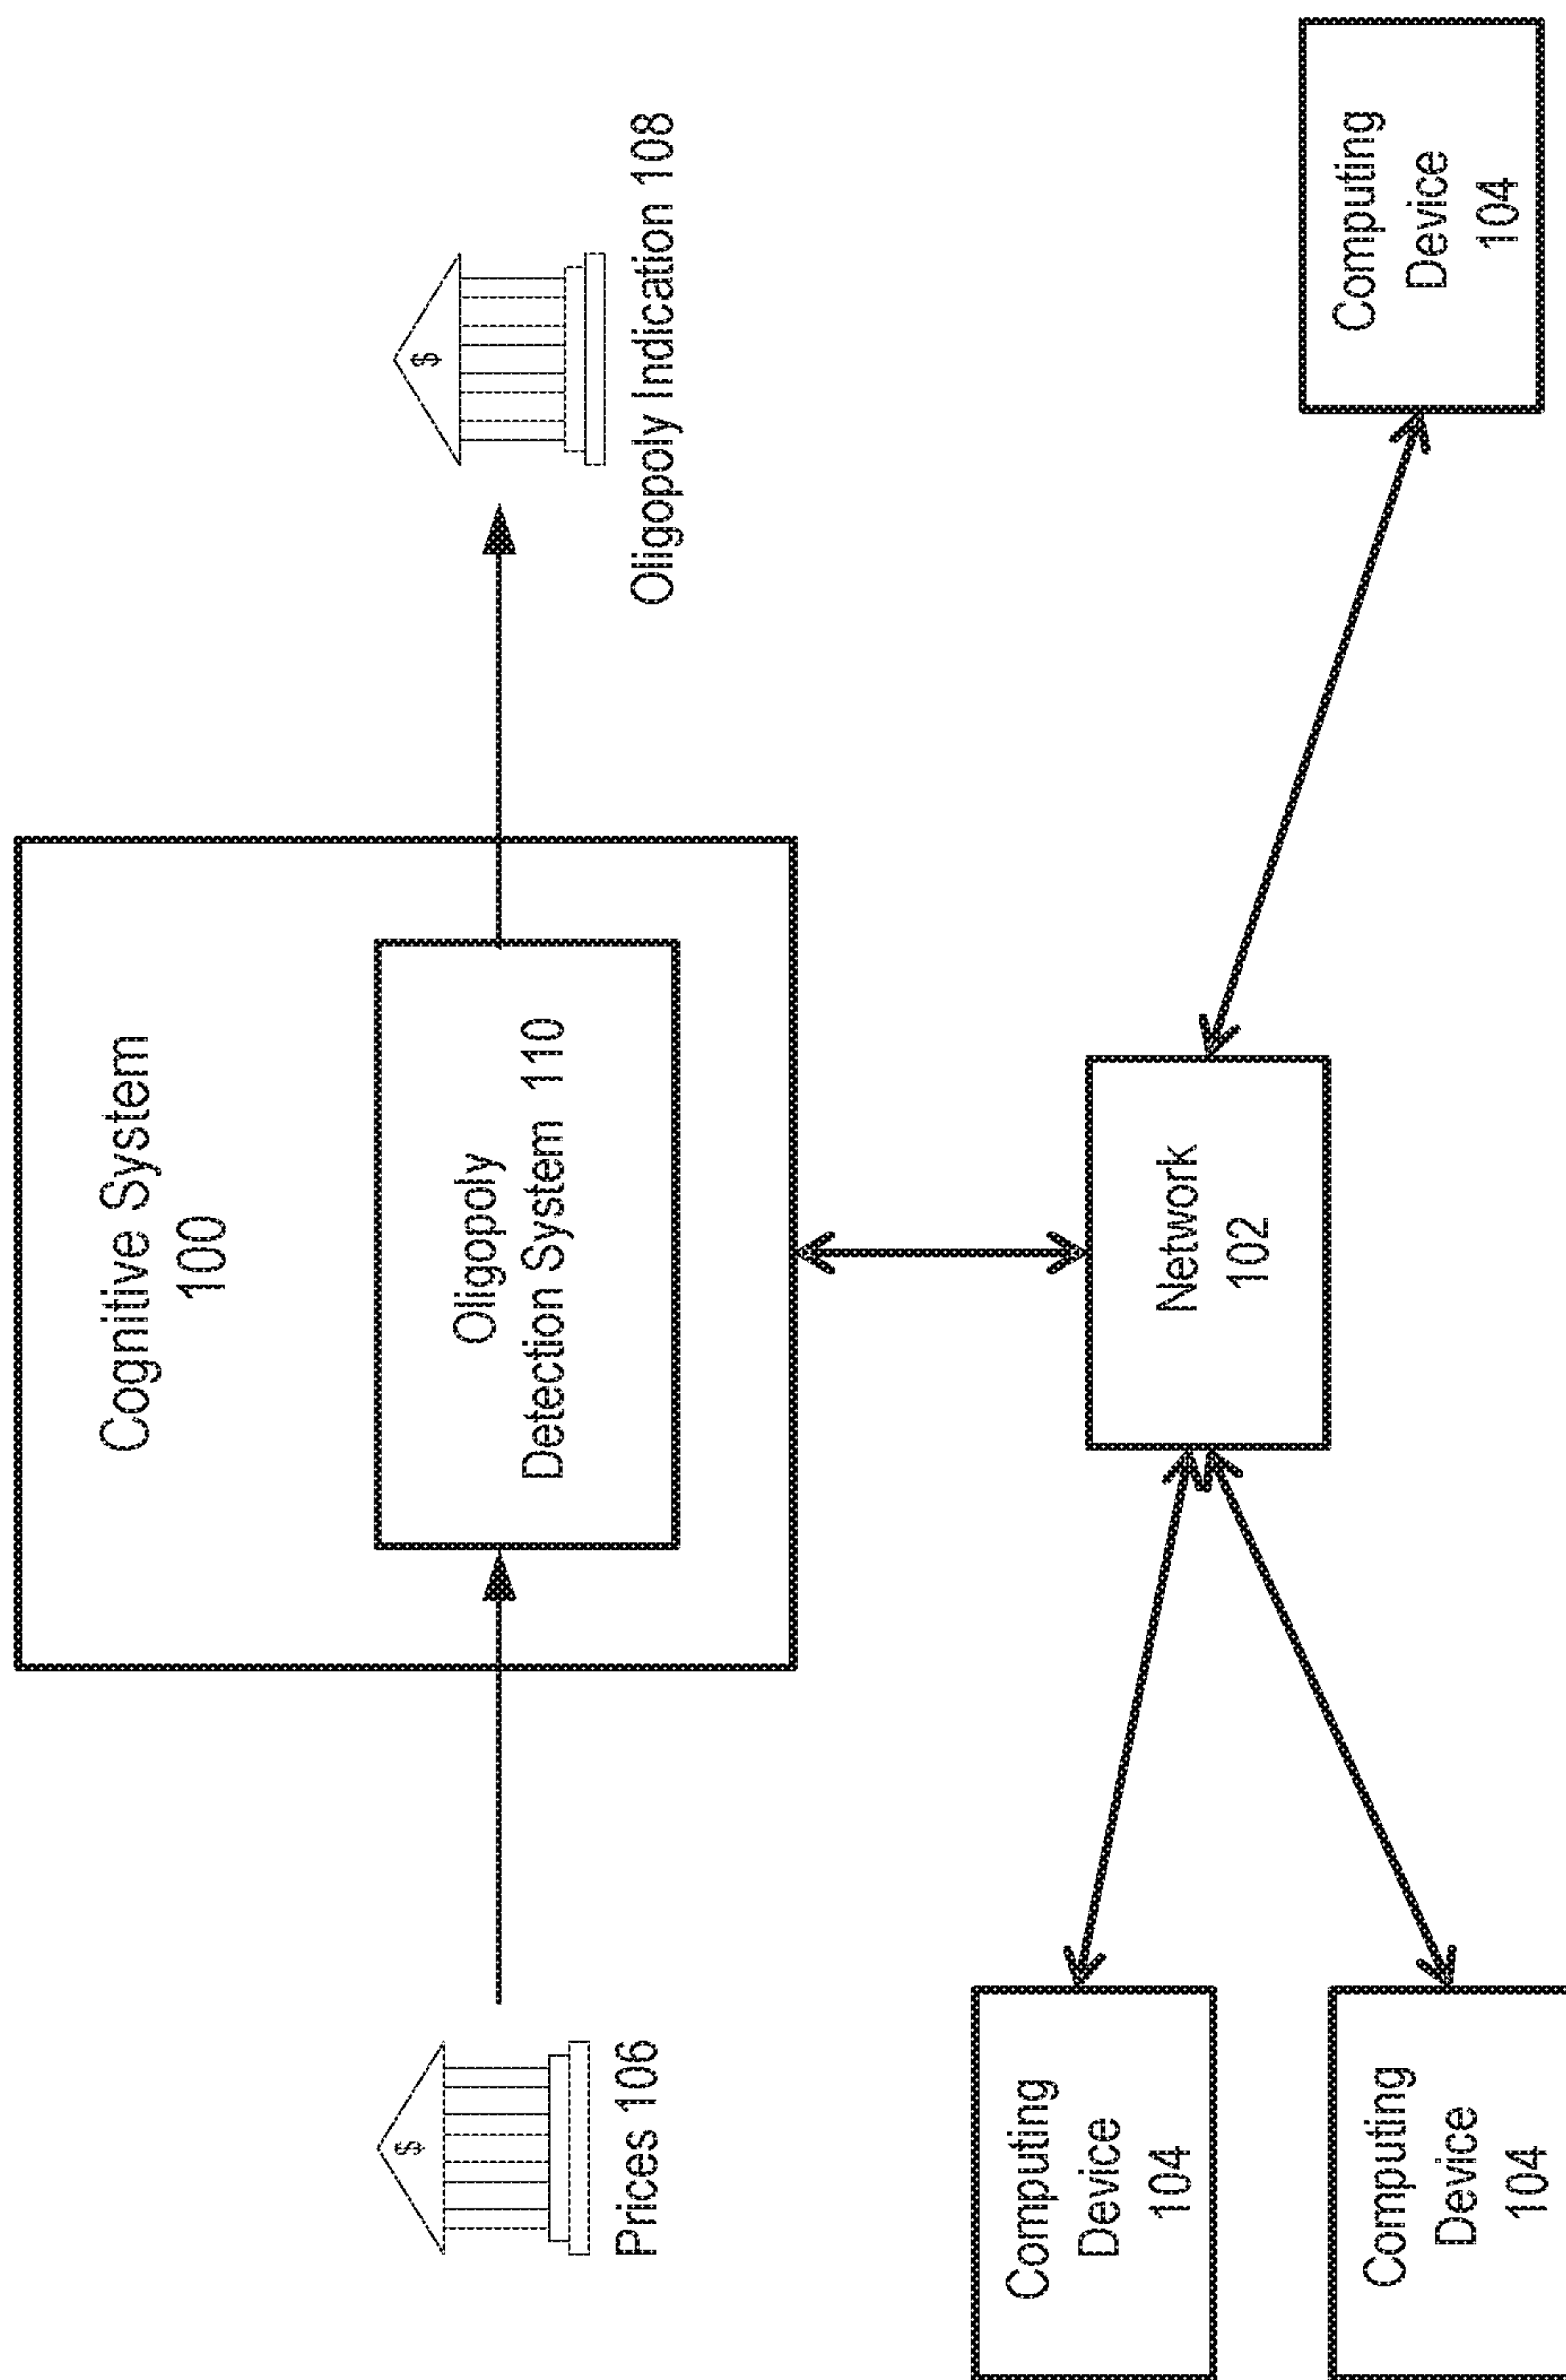 Cognitive System
100
Oligopoly
Detection System 110
$
Prices 106
$
Oligopoly Indication 108
Network
102
Computing
Device
104
Computing
Device
104
Computing
Device
104